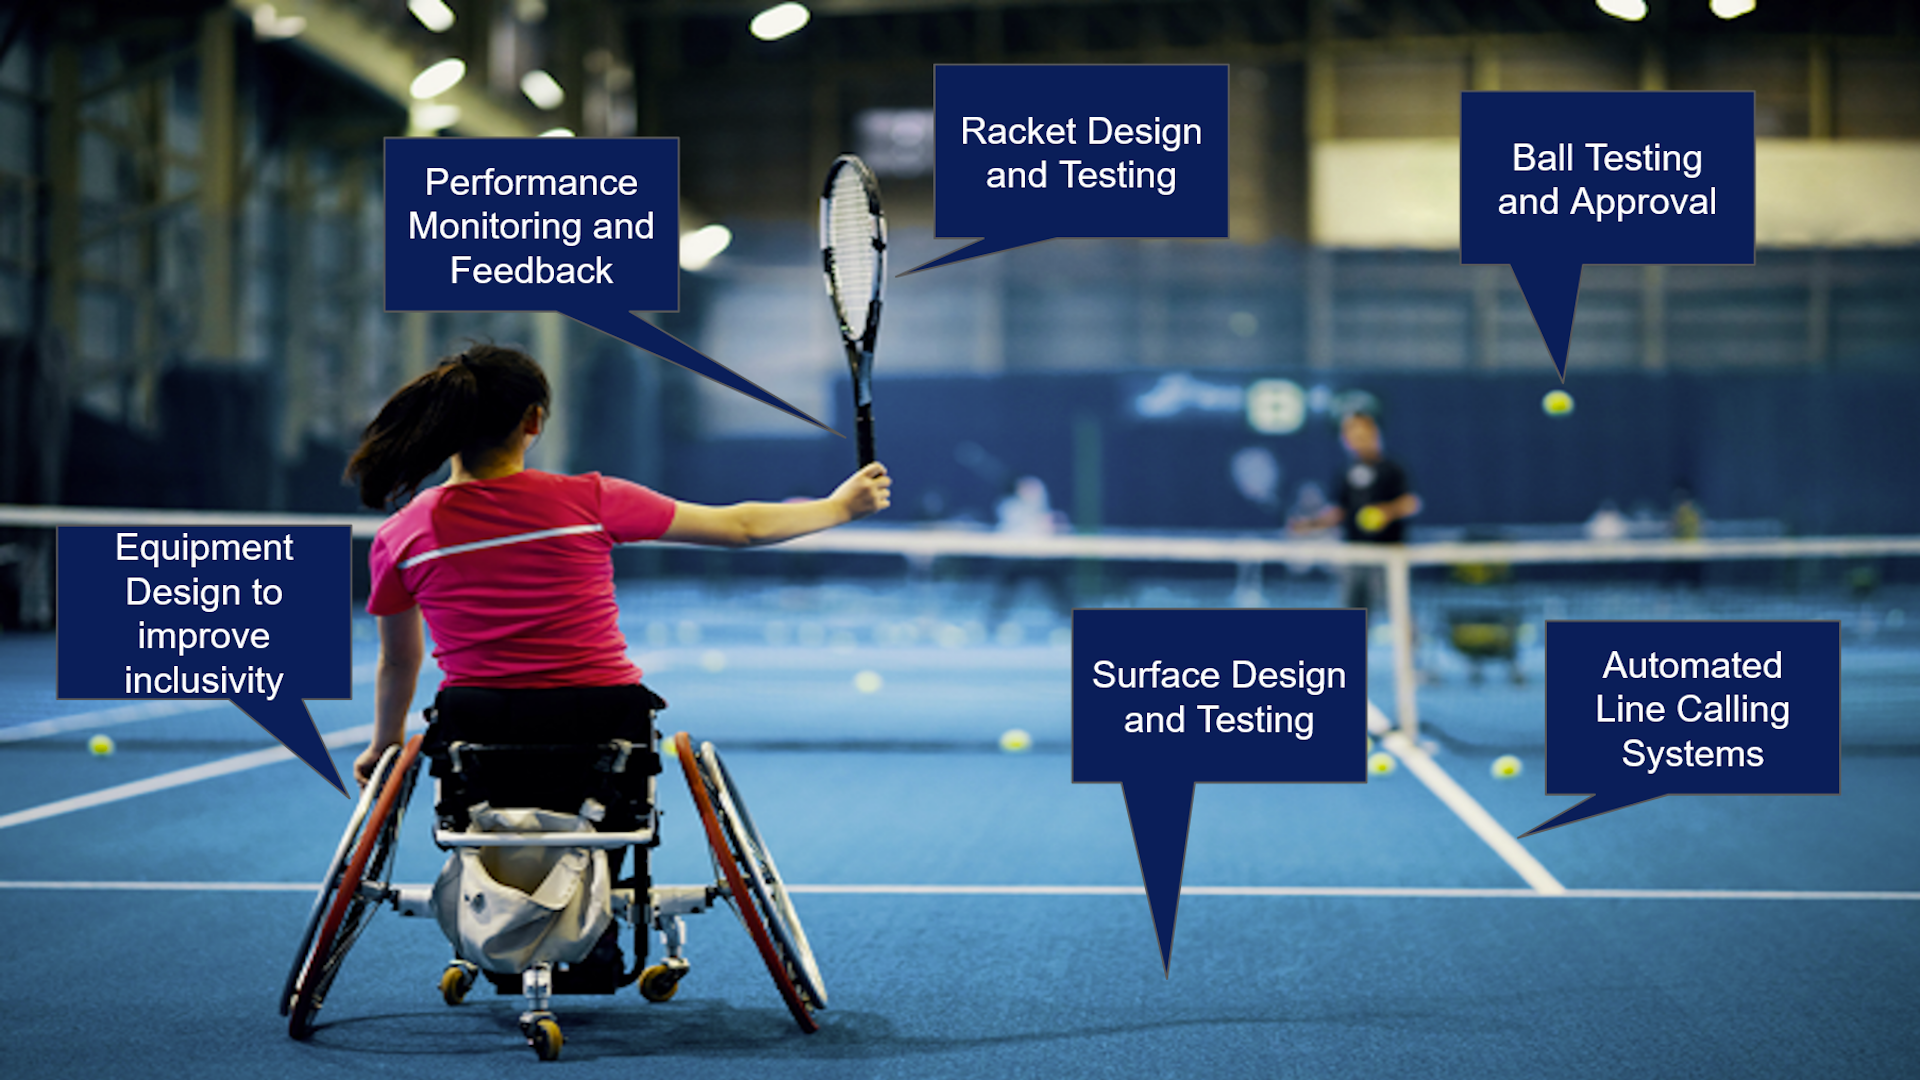 Racket Design
and Testing
Ball Testing
and Approval
Performance
Monitoring and
Feedback
Equipment
Design to
improve
inclusivity
Surface Design
and Testing
Automated
Line Calling
Systems